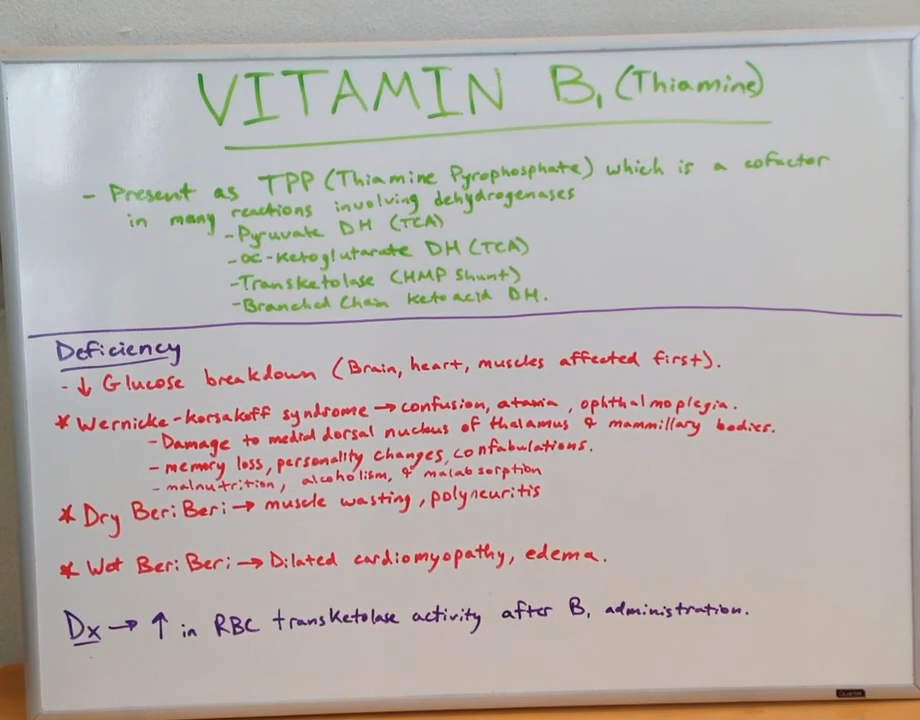 VITAMIN B₁ (Thiamine)
- Present as TPP (Thiamine Pyrophosphate) which is a cofactor
in many reactions involving dehydrogenases
- Pyruvate DH (TCA)
- α-Ketoglutarate DH (TCA)
- Transketolase (HMP Shunt)
- Branched Chain ketoacid DH.
Deficiency
- ↓ Glucose breakdown (Brain, heart, muscles affected first).
* Wernicke-Korsakoff syndrome → confusion, ataxia, ophthalmoplegia.
- Damage to medial dorsal nucleus of thalamus & mammillary bodies.
- memory loss, personality changes, confabulations.
- malnutrition, alcoholism, & malabsorption
* Dry Beri Beri → muscle wasting, polyneuritis
* Wet Beri Beri → Dilated cardiomyopathy, edema.
Dx → ↑ in RBC transketolase activity after B₁ administration.
Quartet